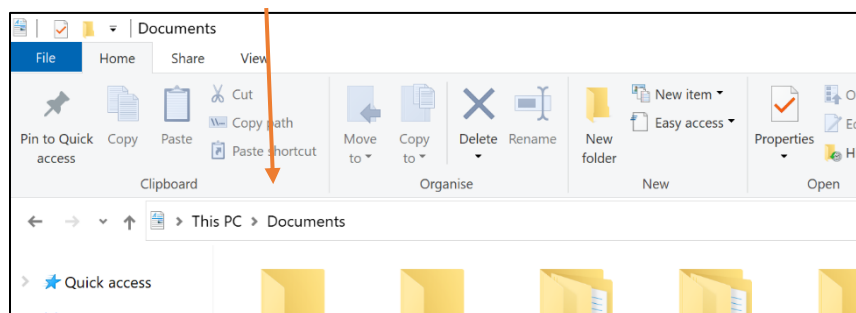 Documents
File Home Share View
Pin to Quick access
Copy
Paste
Cut
Copy path
Paste shortcut
Clipboard
Move to
Copy to
Delete
Rename
Organise
New folder
New item
Easy access
New
Properties
Open
This PC > Documents
Quick access